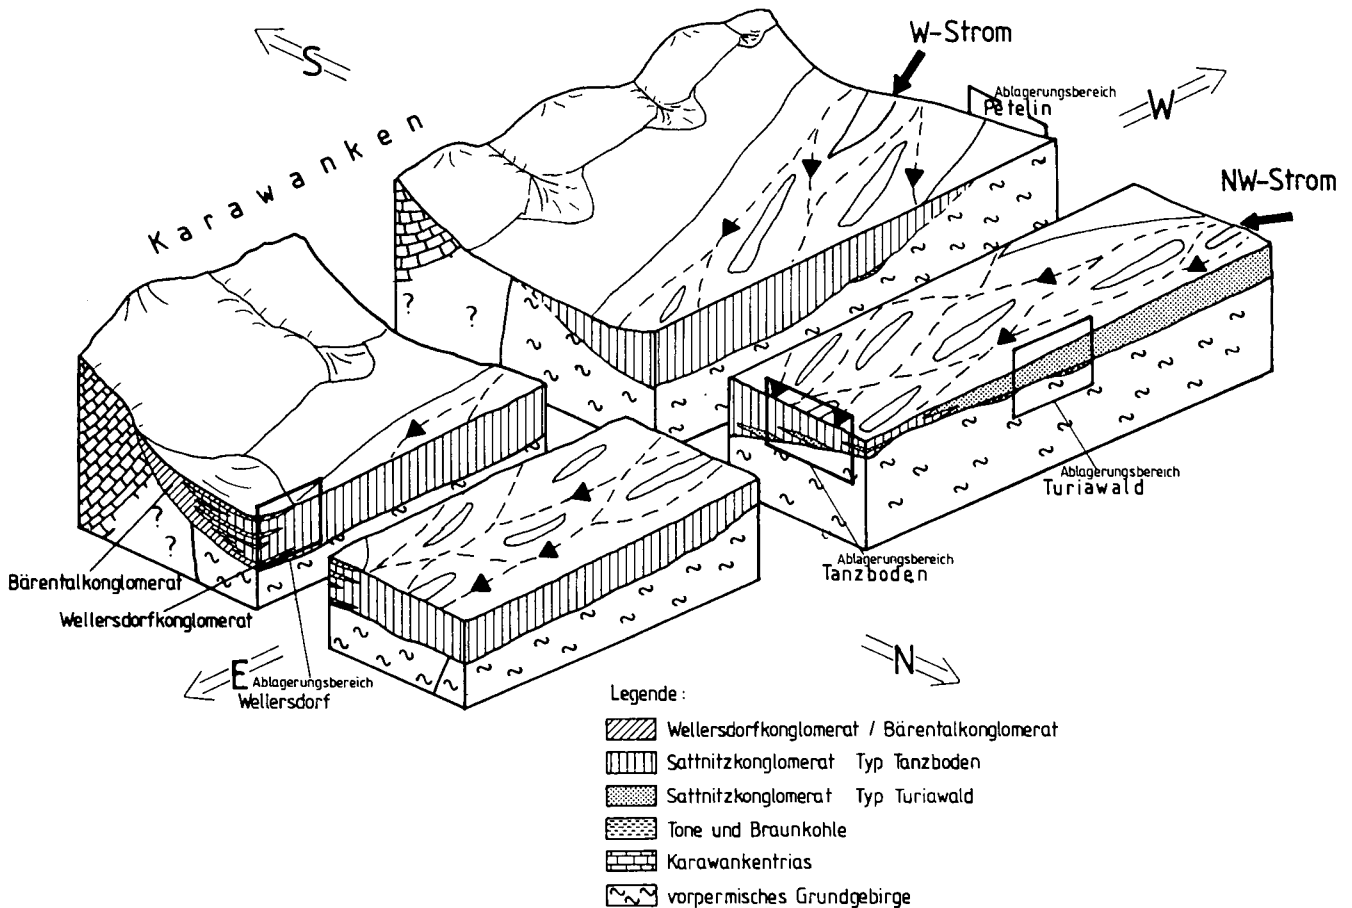 S
W-Strom
Ablagerungsbereich
Petelin
W
Karawanken
NW-Strom
?
?
?
?
Ablagerungsbereich
Turiawald
Ablagerungsbereich
Tanzboden
Bärentalkonglomerat
Wellersdorfkonglomerat
E
Ablagerungsbereich
Wellersdorf
N
Legende :
Wellersdorfkonglomerat / Bärentalkonglomerat
Sattnitzkonglomerat Typ Tanzboden
Sattnitzkonglomerat Typ Turiawald
Tone und Braunkohle
Karawankentrias
vorpermisches Grundgebirge